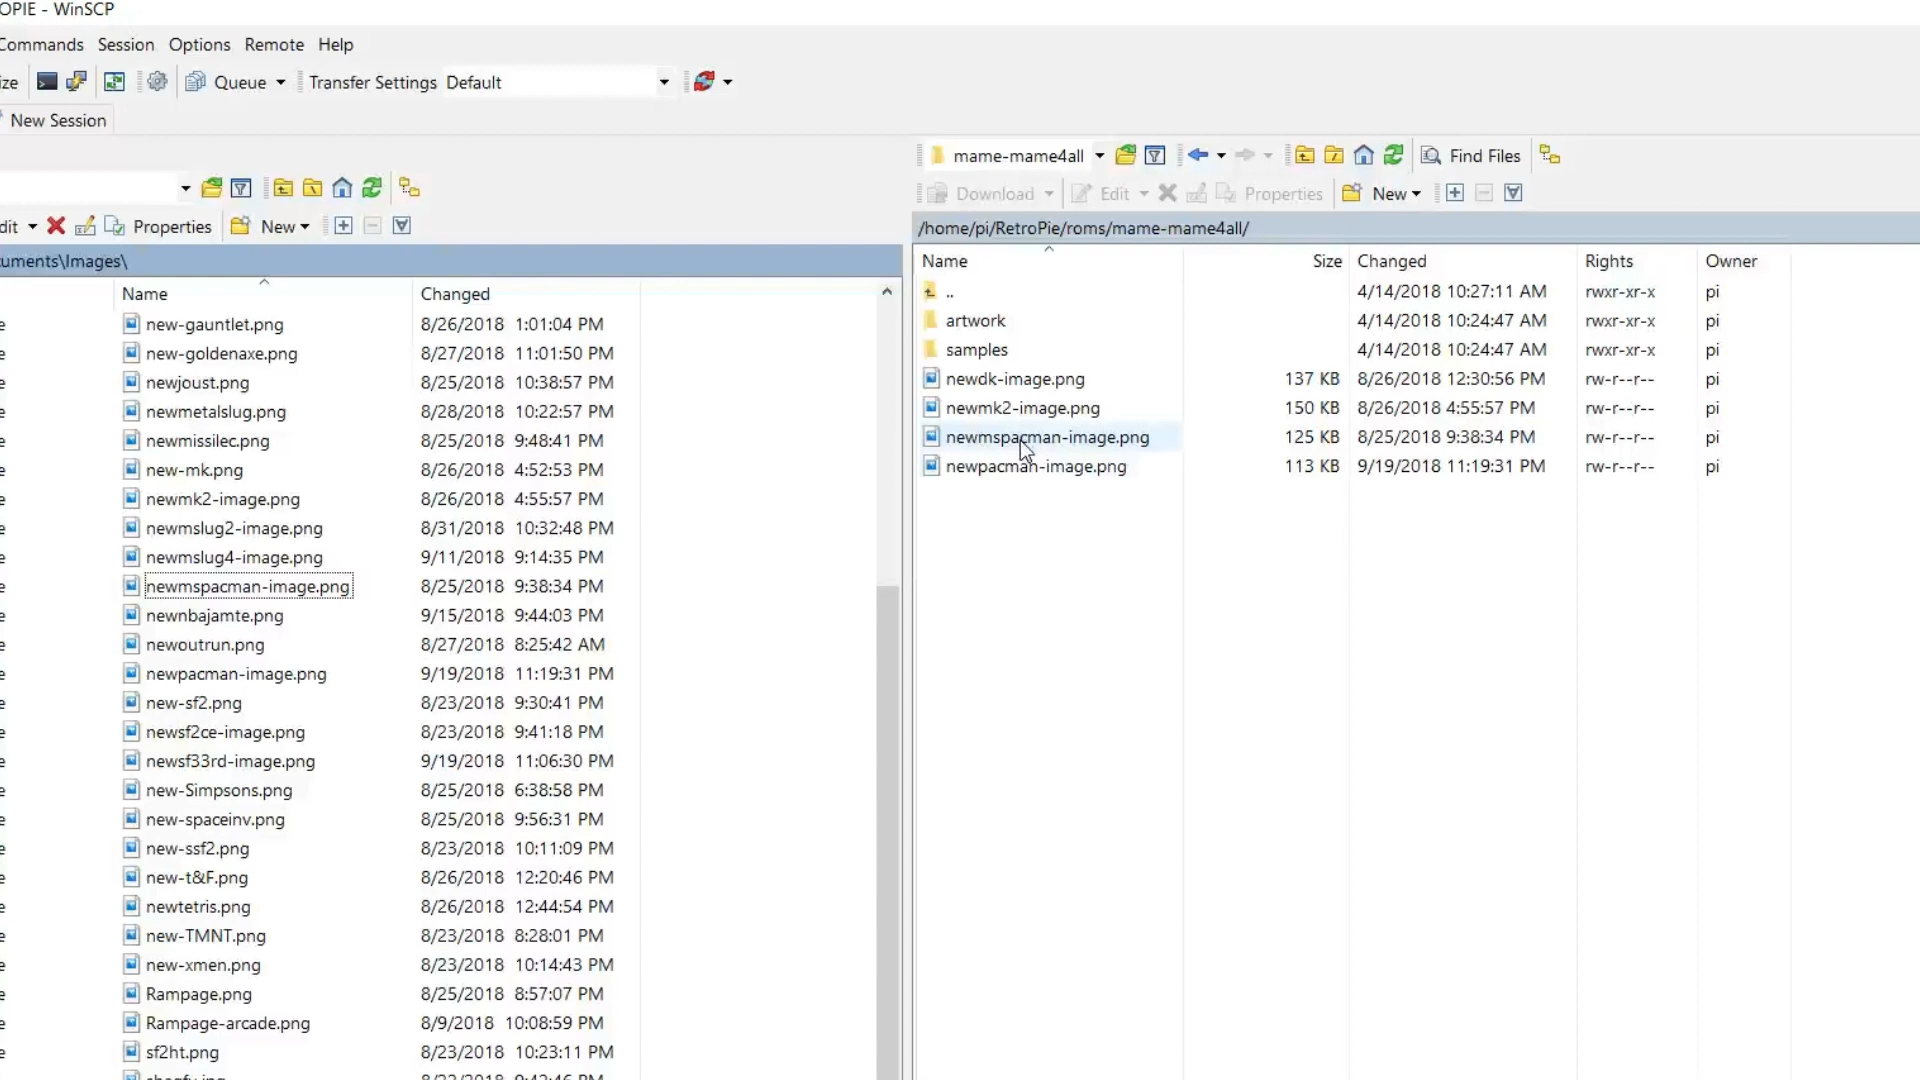 OPIE - WinSCP
Commands Session Options Remote Help
ze Queue Transfer Settings Default
New Session
mame-mame4all Find Files
Download Edit Properties New
dit Properties New
/home/pi/RetroPie/roms/mame-mame4all/
cuments\Images\
Name Size Changed Rights Owner
.. 4/14/2018 10:27:11 AM rwxr-xr-x pi
artwork 4/14/2018 10:24:47 AM rwxr-xr-x pi
samples 4/14/2018 10:24:47 AM rwxr-xr-x pi
newdk-image.png 137 KB 8/26/2018 12:30:56 PM rw-r--r-- pi
newmk2-image.png 150 KB 8/26/2018 4:55:57 PM rw-r--r-- pi
newmspacman-image.png 125 KB 8/25/2018 9:38:34 PM rw-r--r-- pi
newpacman-image.png 113 KB 9/19/2018 11:19:31 PM rw-r--r-- pi
Name Changed
e new-gauntlet.png 8/26/2018 1:01:04 PM
e new-goldenaxe.png 8/27/2018 11:01:50 PM
e newjoust.png 8/25/2018 10:38:57 PM
e newmetalslug.png 8/28/2018 10:22:57 PM
e newmissilec.png 8/25/2018 9:48:41 PM
e new-mk.png 8/26/2018 4:52:53 PM
e newmk2-image.png 8/26/2018 4:55:57 PM
e newmslug2-image.png 8/31/2018 10:32:48 PM
e newmslug4-image.png 9/11/2018 9:14:35 PM
e newmspacman-image.png 8/25/2018 9:38:34 PM
e newnbajamte.png 9/15/2018 9:44:03 PM
e newoutrun.png 8/27/2018 8:25:42 AM
e newpacman-image.png 9/19/2018 11:19:31 PM
e new-sf2.png 8/23/2018 9:30:41 PM
e newsf2ce-image.png 8/23/2018 9:41:18 PM
e newsf33rd-image.png 9/19/2018 11:06:30 PM
e new-Simpsons.png 8/25/2018 6:38:58 PM
e new-spaceinv.png 8/25/2018 9:56:31 PM
e new-ssf2.png 8/23/2018 10:11:09 PM
e new-t&F.png 8/26/2018 12:20:46 PM
e newtetris.png 8/26/2018 12:44:54 PM
e new-TMNT.png 8/23/2018 8:28:01 PM
e new-xmen.png 8/23/2018 10:14:43 PM
e Rampage.png 8/25/2018 8:57:07 PM
e Rampage-arcade.png 8/9/2018 10:08:59 PM
e sf2ht.png 8/23/2018 10:23:11 PM